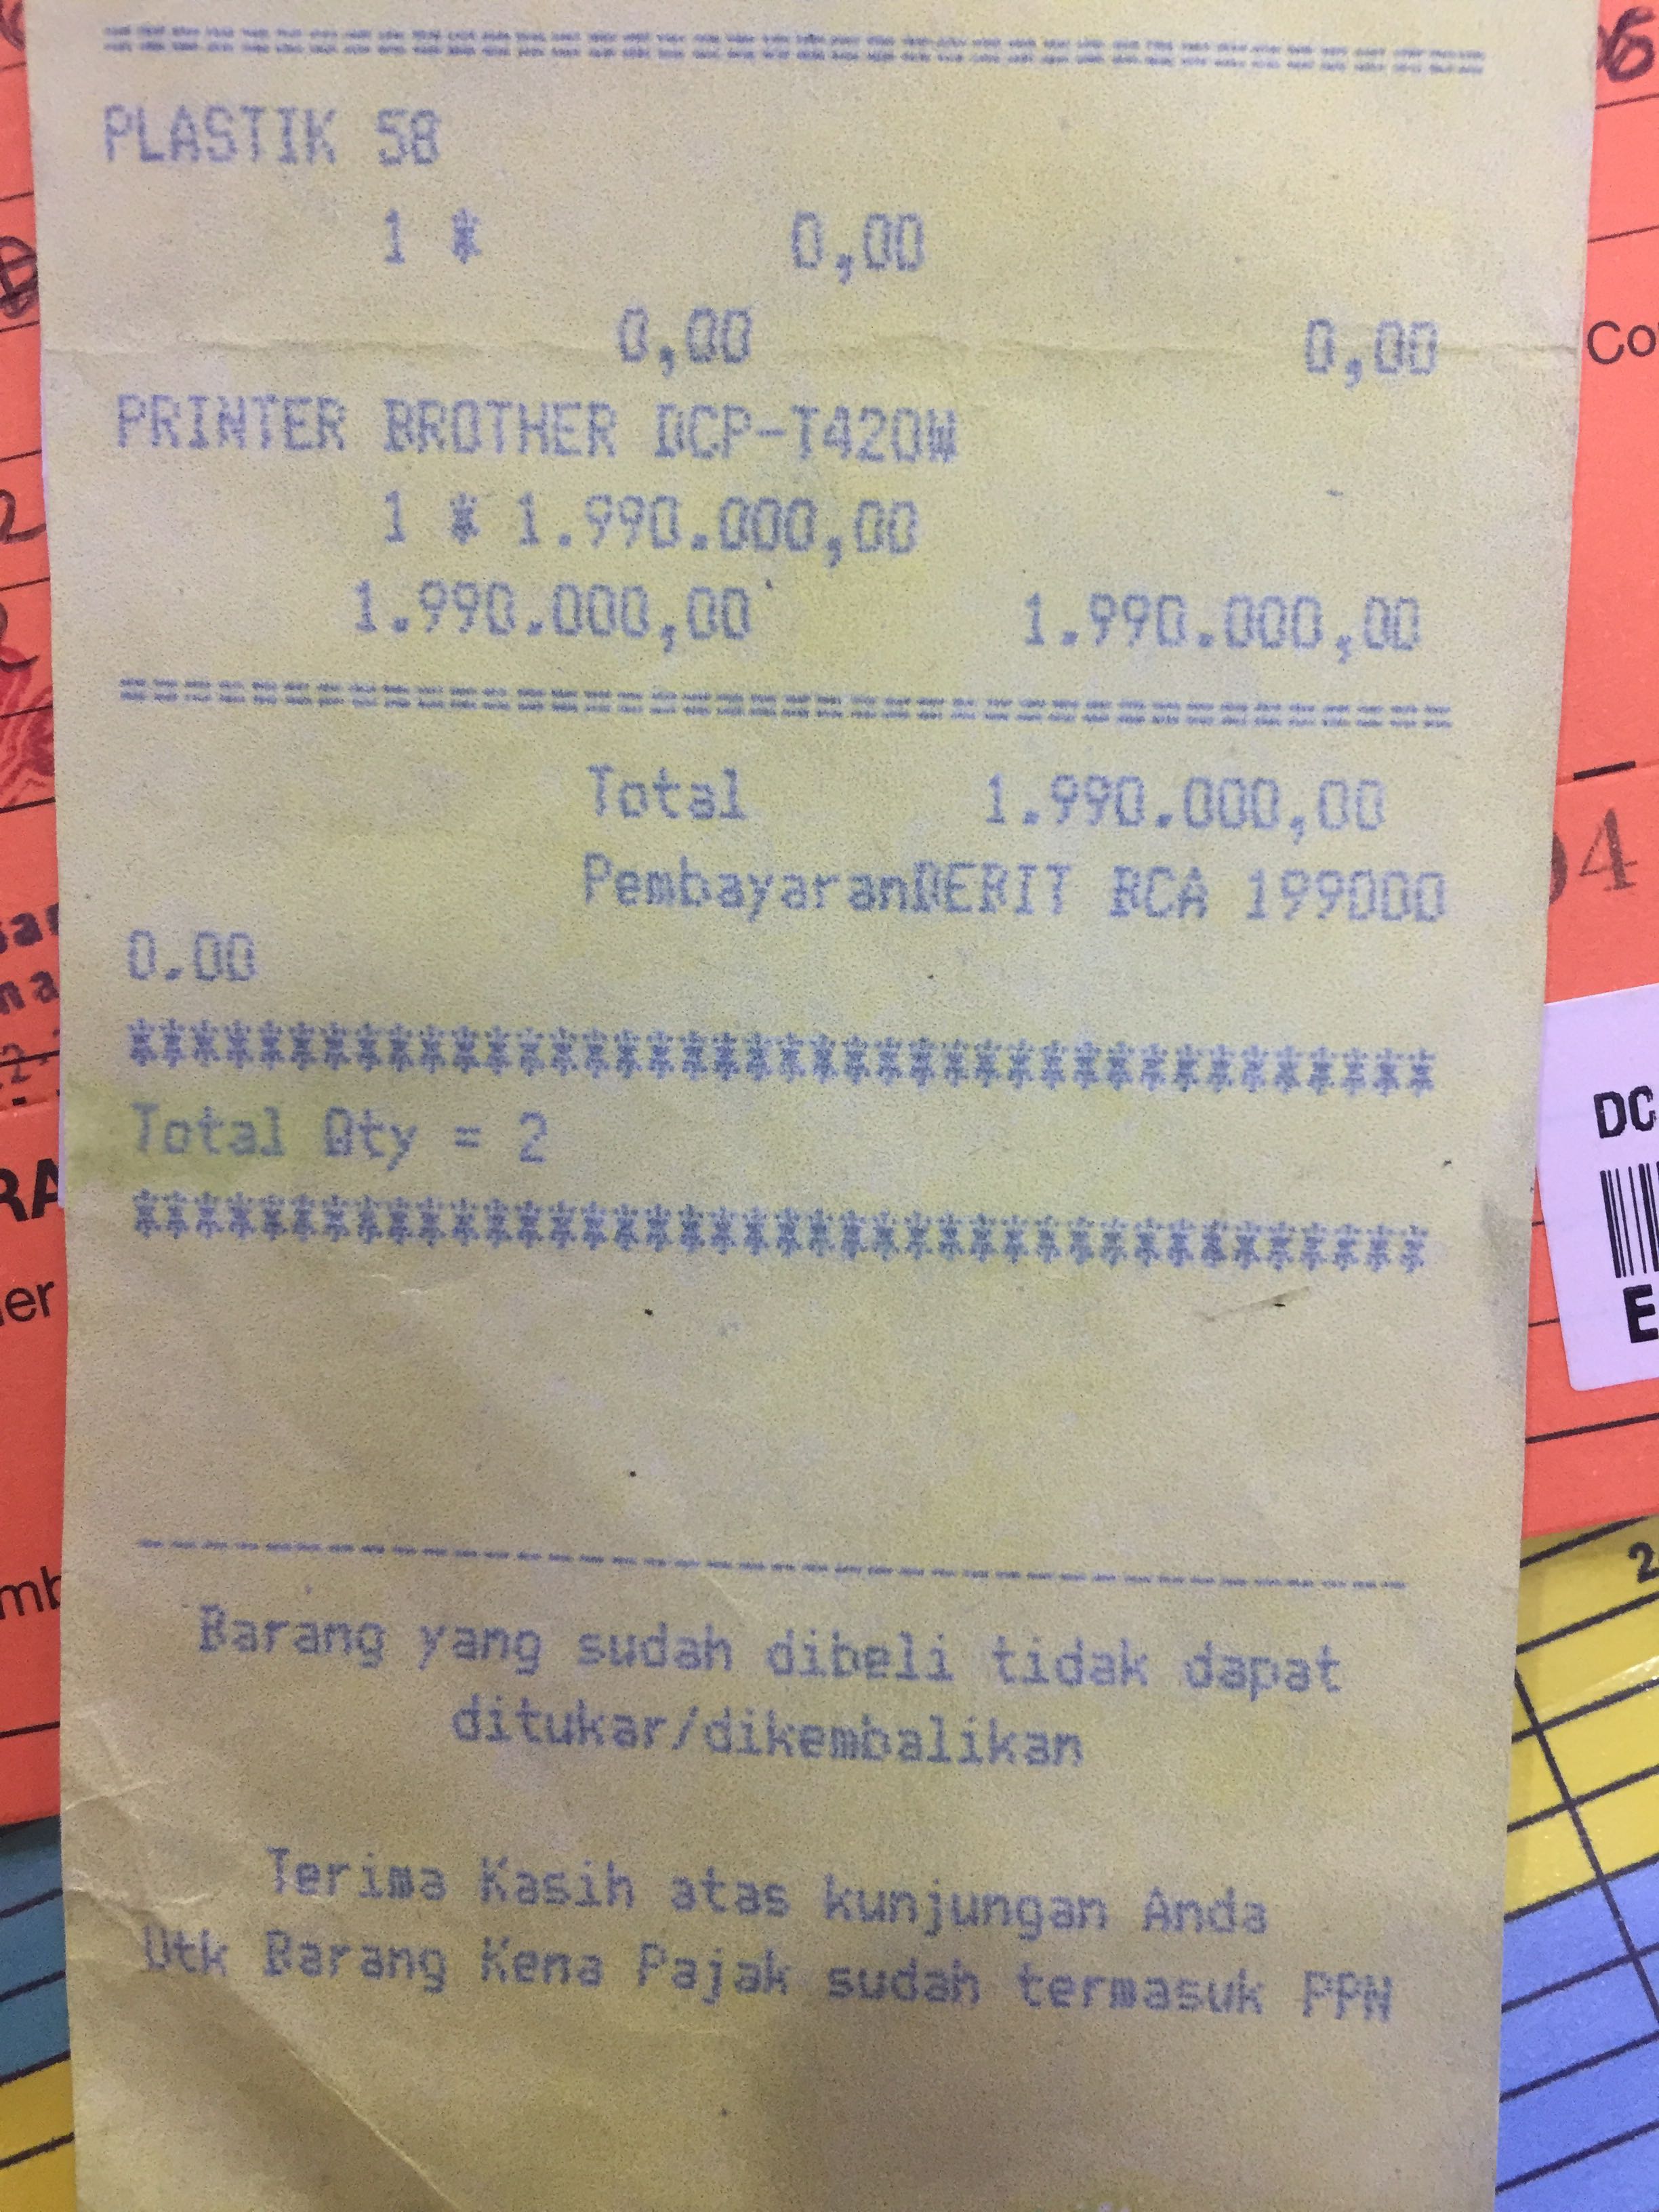 ========================================
PLASTIK 58
1 * 0,00
0,00 0,00
PRINTER BROTHER DCP-T420W
1 * 1.990.000,00
1.990.000,00 1.990.000,00
========================================
Total 1.990.000,00
PembayaranDEBIT BCA 199000
0.00
****************************************
Total Qty = 2
****************************************
----------------------------------------
Barang yang sudah dibeli tidak dapat
ditukar/dikembalikan
Terima Kasih atas kunjungan Anda
Utk Barang Kena Pajak sudah termasuk PPN
DC
E